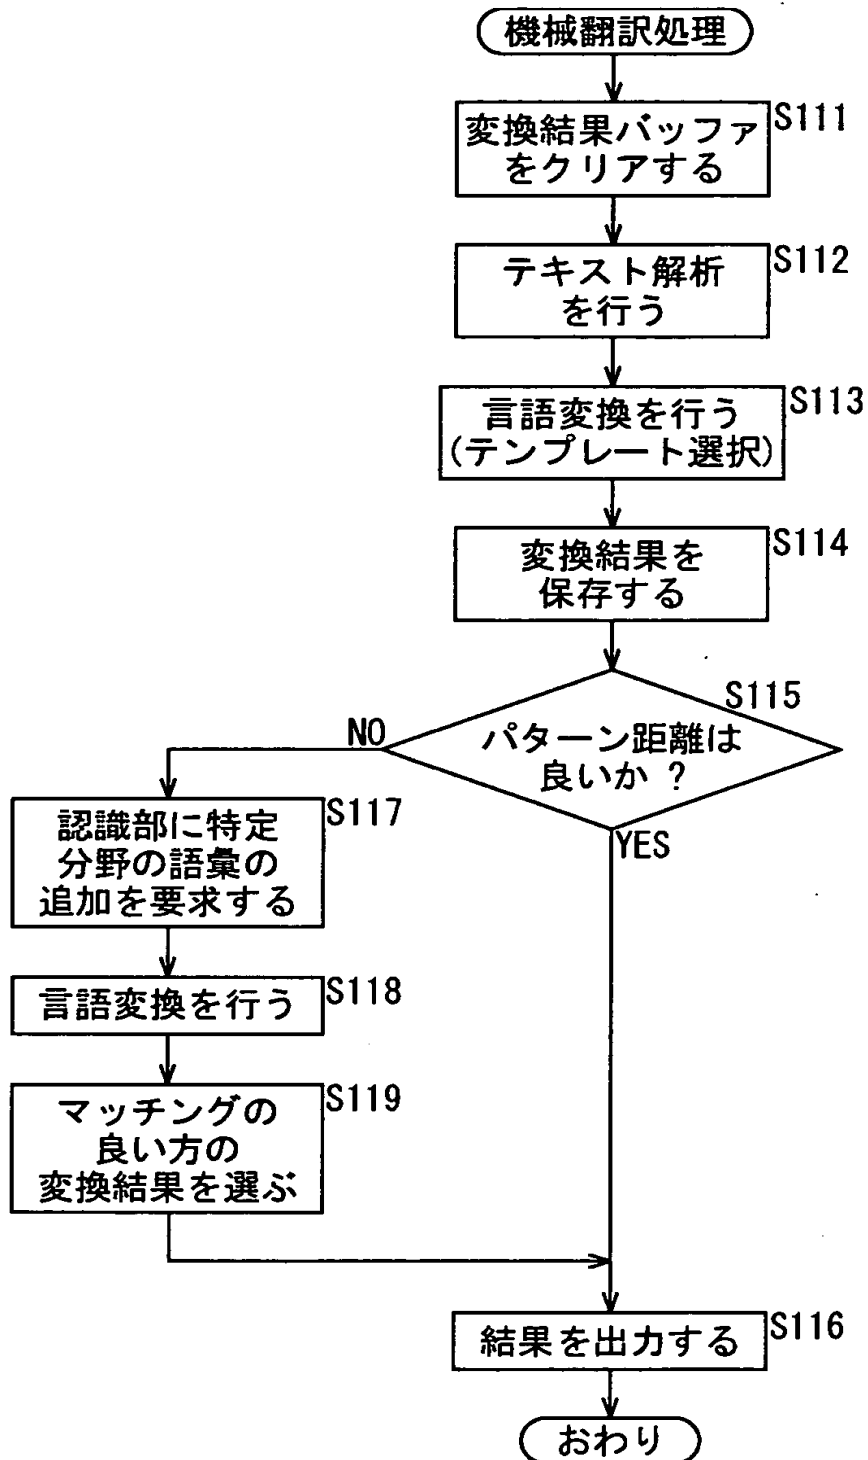 機械翻訳処理
変換結果バッファ
をクリアする
S111
テキスト解析
を行う
S112
言語変換を行う
(テンプレート選択)
S113
変換結果を
保存する
S114
パターン距離は
良いか?
S115
NO
YES
認識部に特定
分野の語彙の
追加を要求する
S117
言語変換を行う
S118
マッチングの
良い方の
変換結果を選ぶ
S119
結果を出力する
S116
おわり